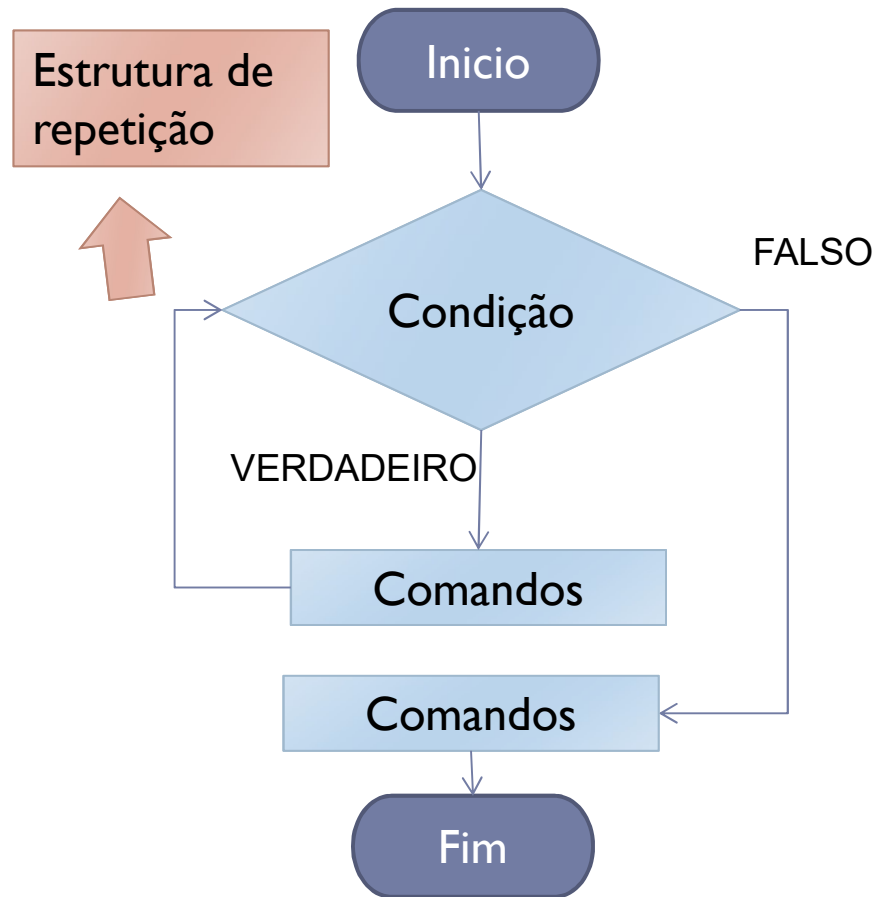 Estrutura de
repetição
Inicio
FALSO
Condição
VERDADEIRO
Comandos
Comandos
Fim